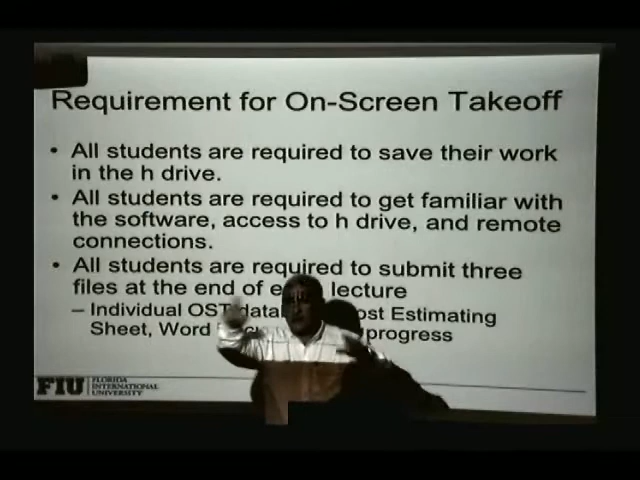 Requirement for On-Screen Takeoff
• All students are required to save their work
in the h drive.
• All students are required to get familiar with
the software, access to h drive, and remote
connections.
• All students are required to submit three
files at the end of lecture
– Individual OST Estimating
Sheet, Word progress
FIU FLORIDA
INTERNATIONAL
UNIVERSITY